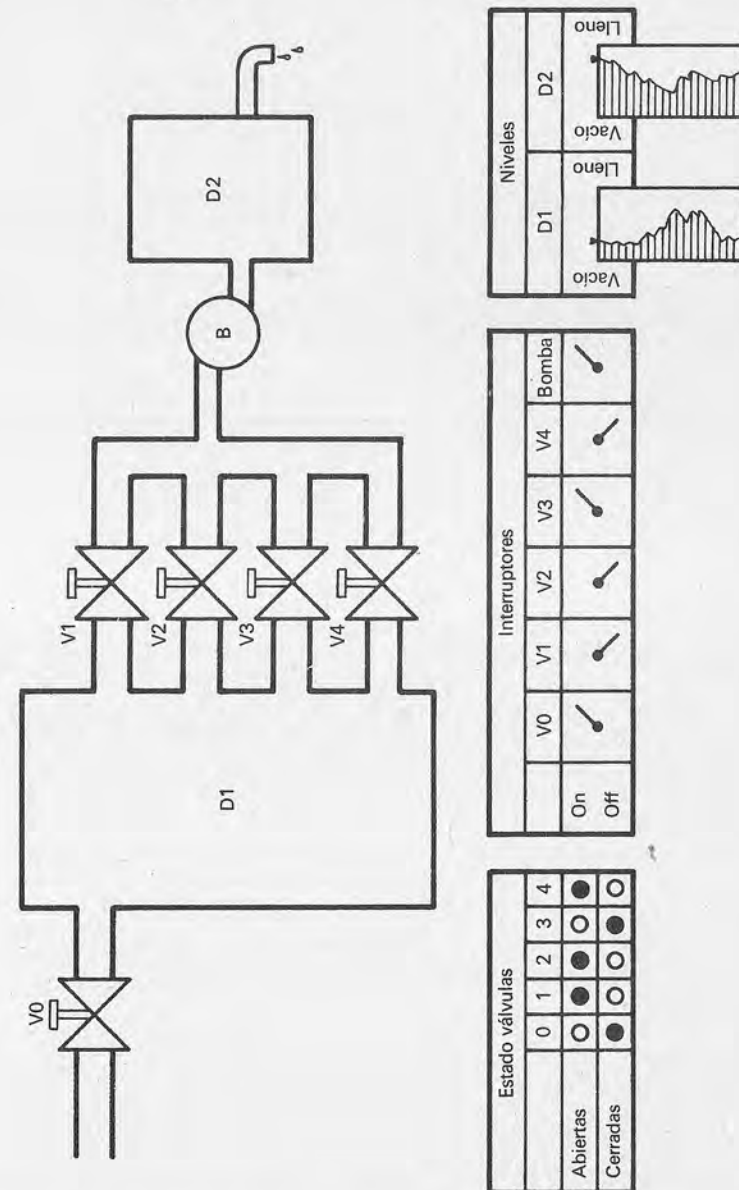 V0
D1
V1
V2
V3
V4
B
D2
Estado válvulas
0 1 2 3 4
Abiertas
Cerradas
Interruptores
V0 V1 V2 V3 V4 Bomba
On
Off
Niveles
D1 D2
Vacío Lleno Vacío Lleno